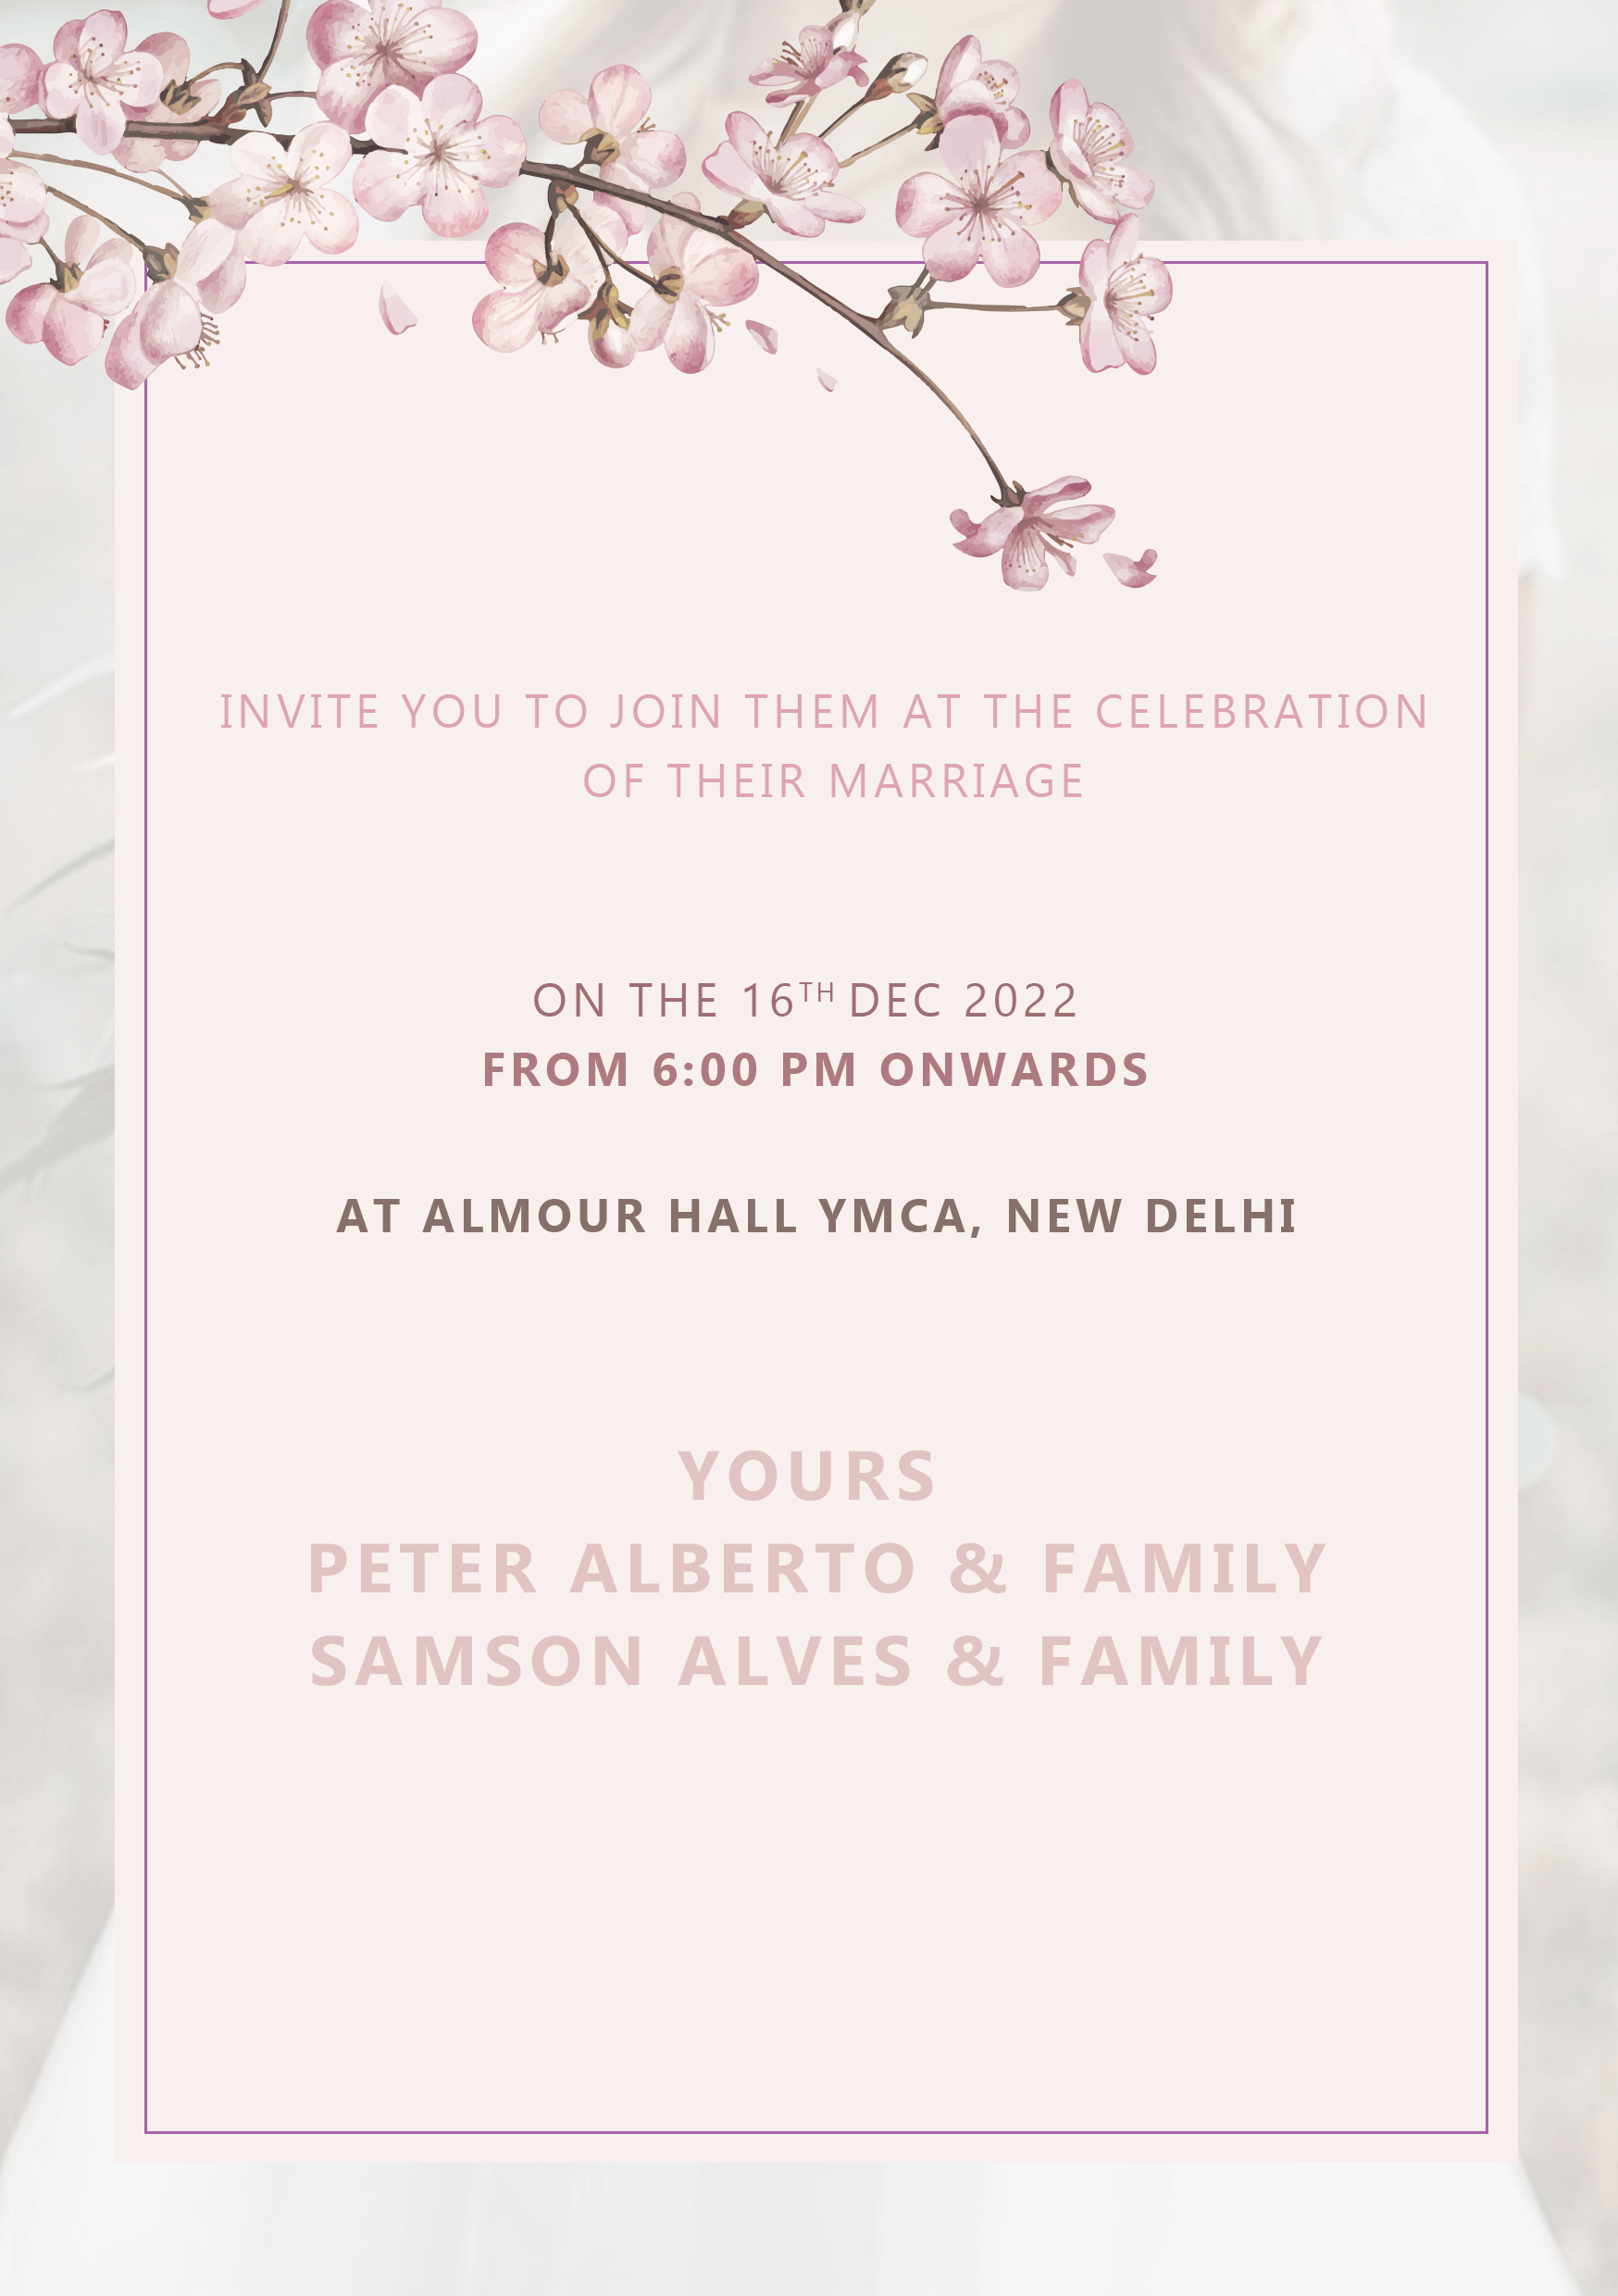 INVITE YOU TO JOIN THEM AT THE CELEBRATION
OF THEIR MARRIAGE
ON THE 16TH DEC 2022
FROM 6:00 PM ONWARDS
AT ALMOUR HALL YMCA, NEW DELHI
YOURS
PETER ALBERTO & FAMILY
SAMSON ALVES & FAMILY